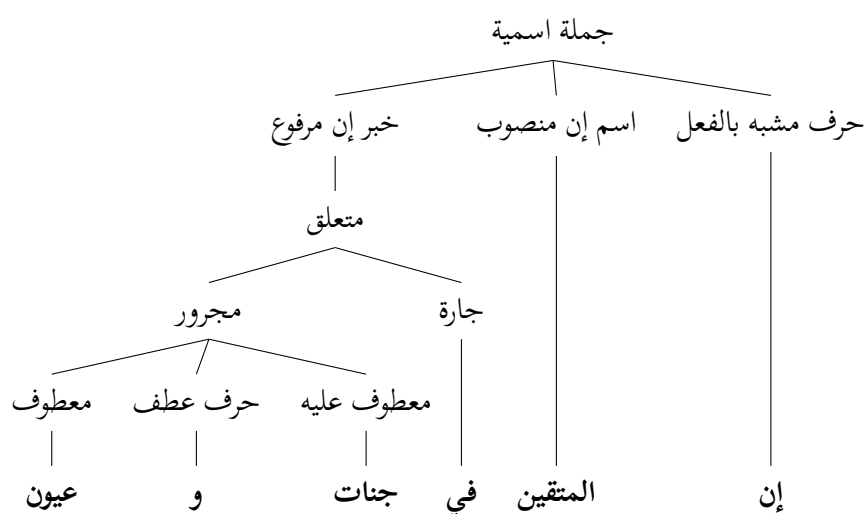 جملة اسمية
حرف مشبه بالفعل اسم إن منصوب خبر إن مرفوع
متعلق
جارة مجرور
معطوف عليه حرف عطف معطوف
إن المتقين في جنات و عيون